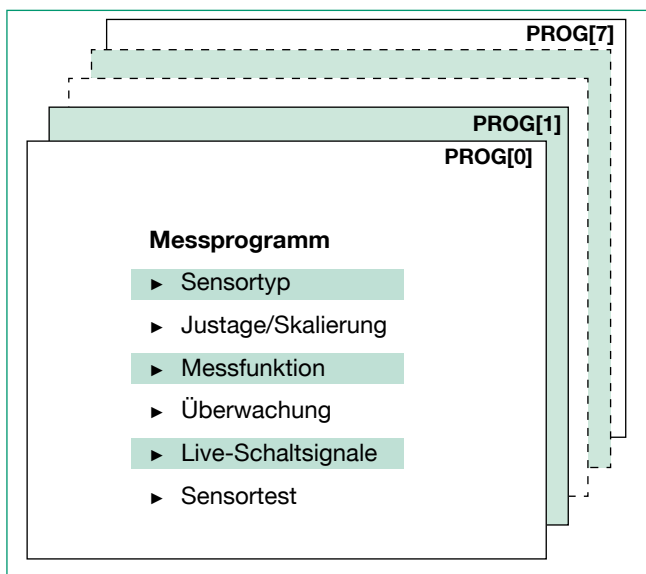 PROG[7]
PROG[1]
PROG[0]
Messprogramm
► Sensortyp
► Justage/Skalierung
► Messfunktion
► Überwachung
► Live-Schaltsignale
► Sensortest